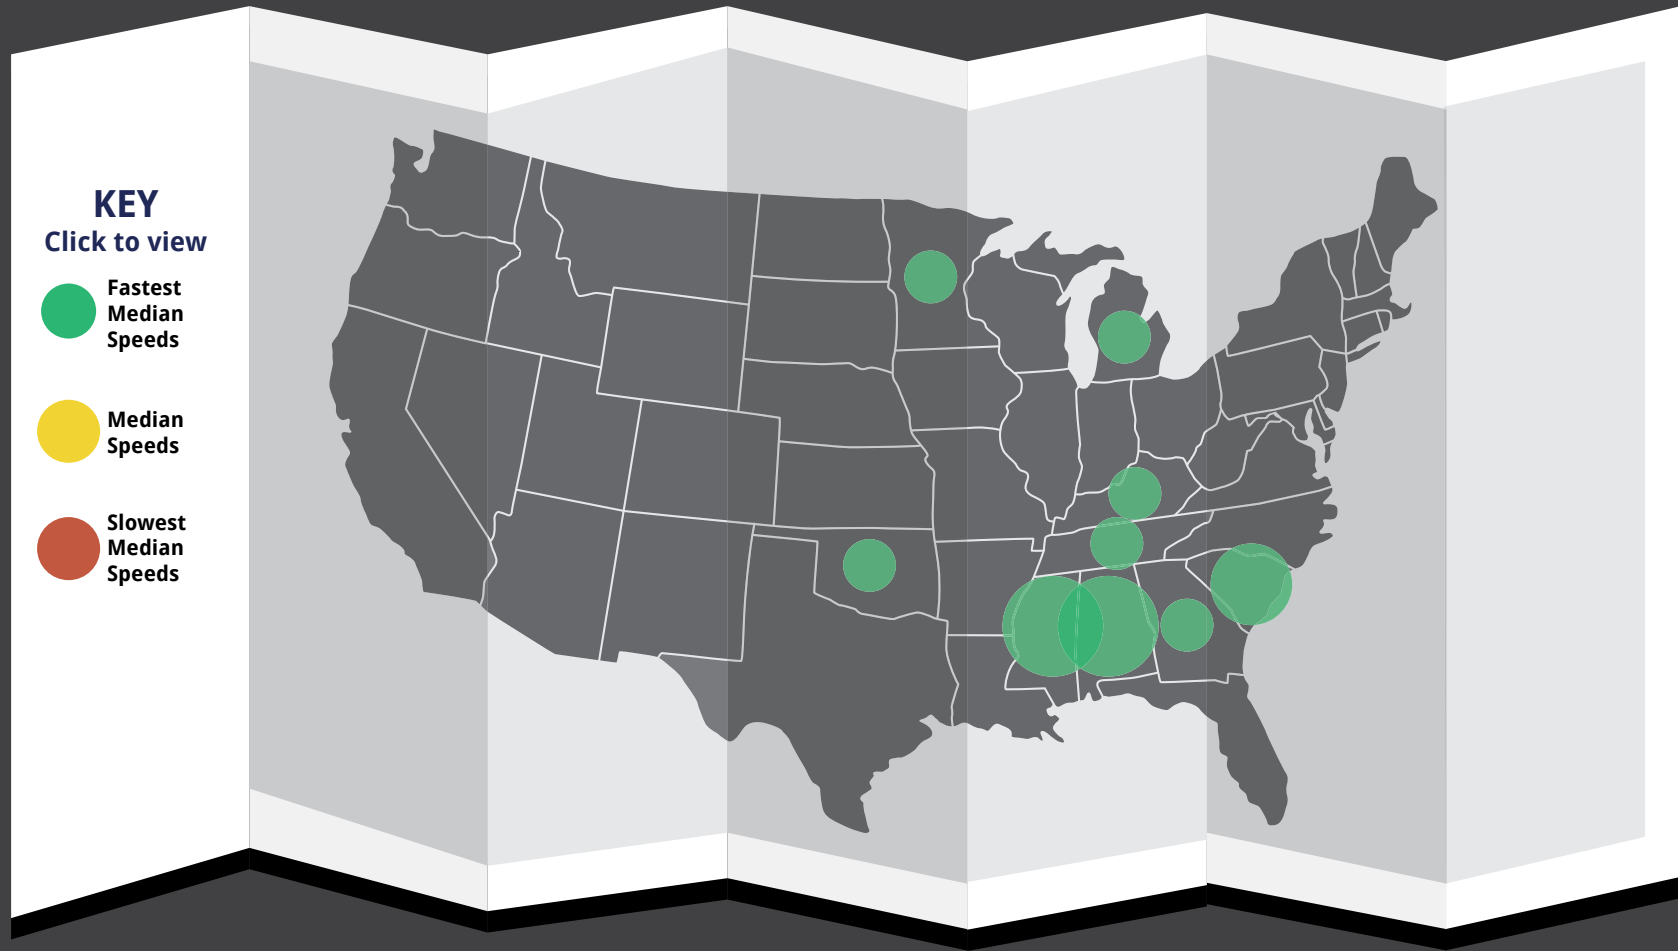 KEY
Click to view
Fastest
Median
Speeds
Median
Speeds
Slowest
Median
Speeds